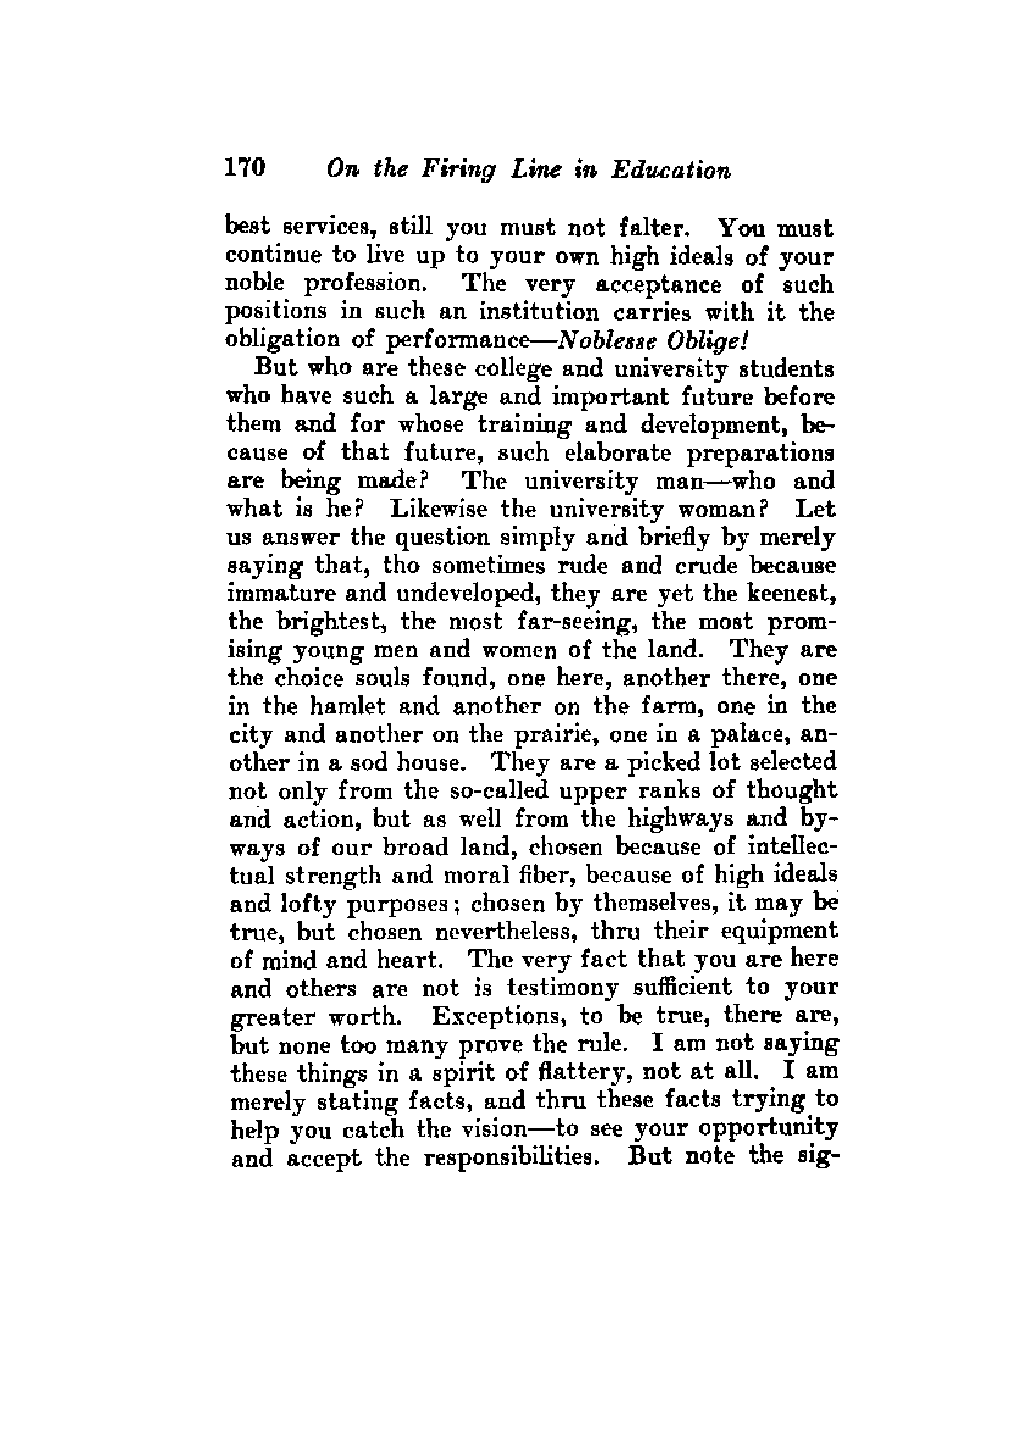 170 On the Firing Line in Education
best services, still you must not falter. You must
continue to live up to your own high ideals of your
noble profession. The very acceptance of such
positions in such an institution carries with it the
obligation of performance—Noblesse Oblige!
But who are these college and university students
who have such a large and important future before
them and for whose training and development, be-
cause of that future, such elaborate preparations
are being made? The university man—who and
what is he? Likewise the university woman? Let
us answer the question simply and briefly by merely
saying that, tho sometimes rude and crude because
immature and undeveloped, they are yet the keenest,
the brightest, the most far-seeing, the most prom-
ising young men and women of the land. They are
the choice souls found, one here, another there, one
in the hamlet and another on the farm, one in the
city and another on the prairie, one in a palace, an-
other in a sod house. They are a picked lot selected
not only from the so-called upper ranks of thought
and action, but as well from the highways and by-
ways of our broad land, chosen because of intellec-
tual strength and moral fiber, because of high ideals
and lofty purposes; chosen by themselves, it may be
true, but chosen nevertheless, thru their equipment
of mind and heart. The very fact that you are here
and others are not is testimony sufficient to your
greater worth. Exceptions, to be true, there are,
but none too many prove the rule. I am not saying
these things in a spirit of flattery, not at all. I am
merely stating facts, and thru these facts trying to
help you catch the vision—to see your opportunity
and accept the responsibilities. But note the sig-